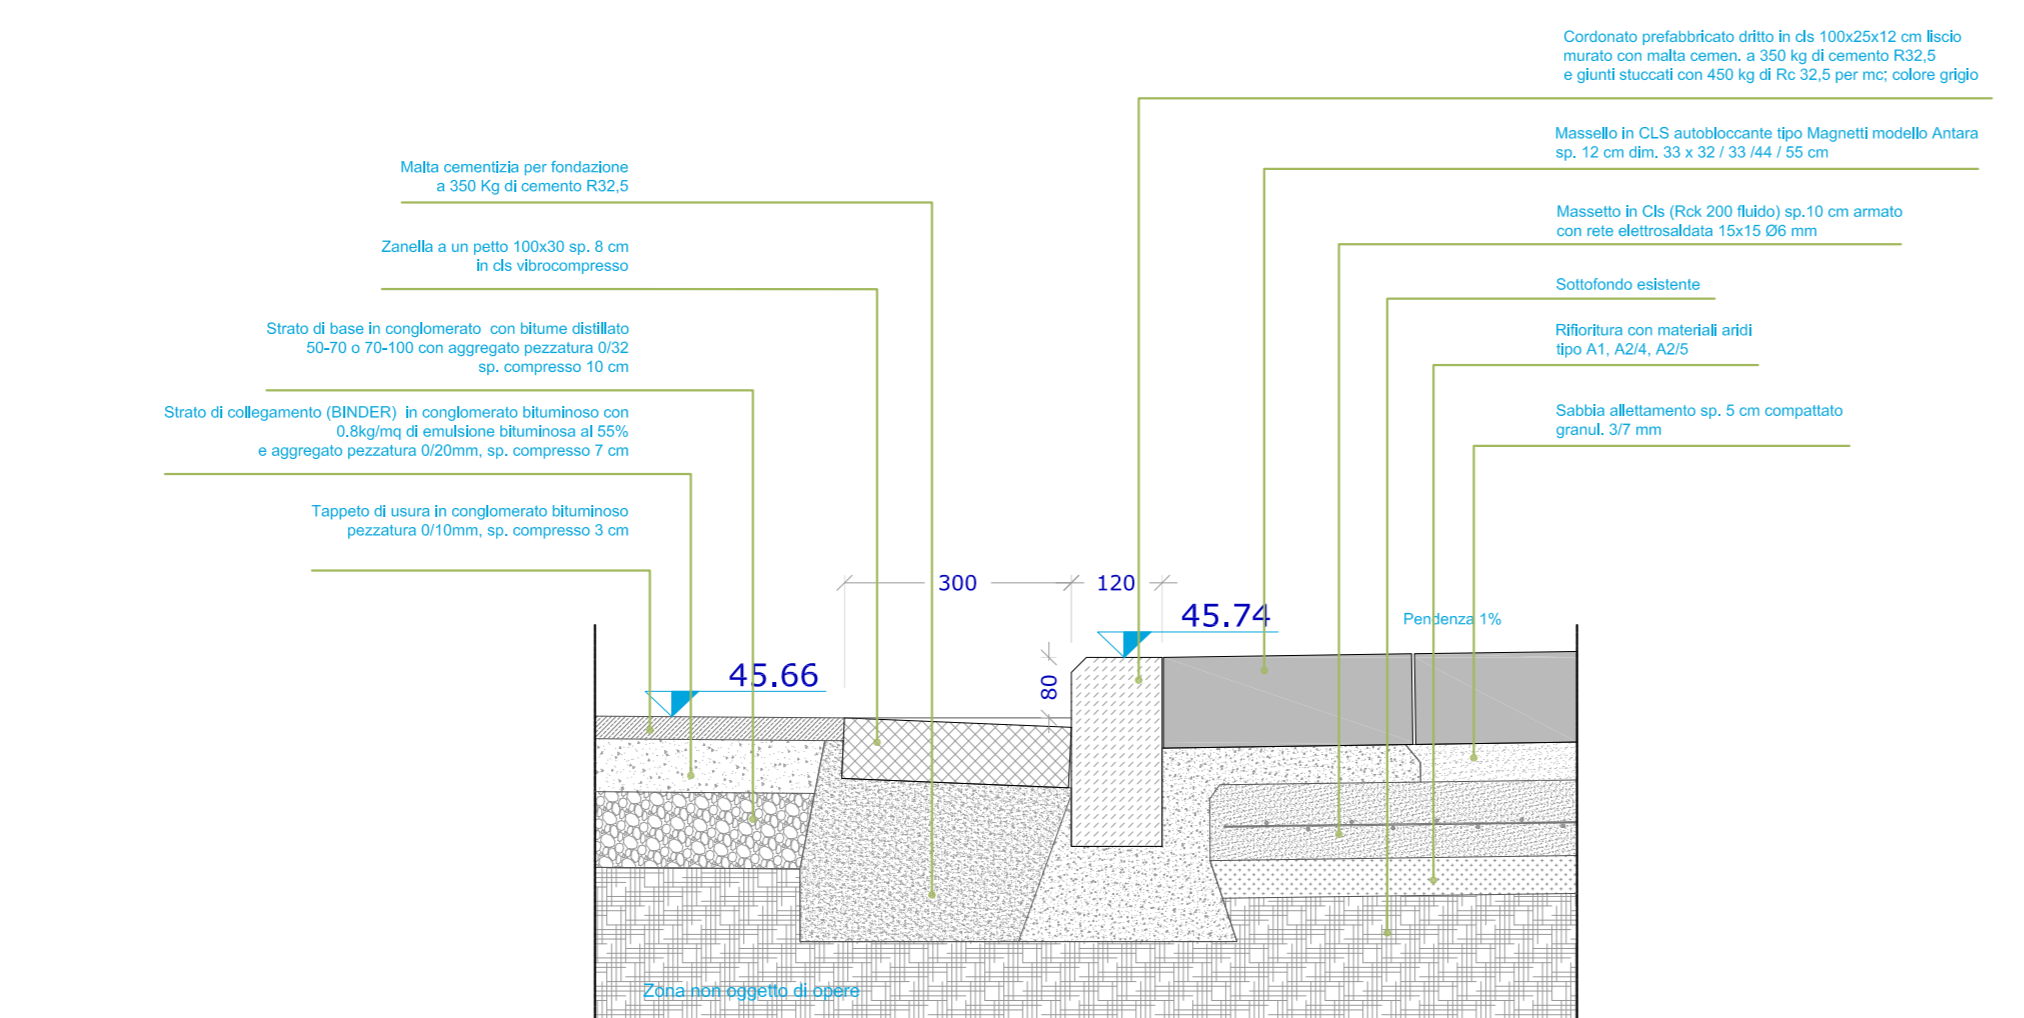 Cordonato prefabbricato dritto in cls 100x25x12 cm liscio
murato con malta cemen. a 350 kg di cemento R32,5
e giunti stuccati con 450 kg di Rc 32,5 per mc; colore grigio
Massello in CLS autobloccante tipo Magnetti modello Antara
sp. 12 cm dim. 33 x 32 / 33 /44 / 55 cm
Malta cementizia per fondazione
a 350 Kg di cemento R32,5
Massetto in Cls (Rck 200 fluido) sp.10 cm armato
con rete elettrosaldata 15x15 Ø6 mm
Zanella a un petto 100x30 sp. 8 cm
in cls vibrocompresso
Sottofondo esistente
Strato di base in conglomerato con bitume distillato
50-70 o 70-100 con aggregato pezzatura 0/32
sp. compresso 10 cm
Rifioritura con materiali aridi
tipo A1, A2/4, A2/5
Strato di collegamento (BINDER) in conglomerato bituminoso con
0.8kg/mq di emulsione bituminosa al 55%
e aggregato pezzatura 0/20mm, sp. compresso 7 cm
Sabbia allettamento sp. 5 cm compattato
granul. 3/7 mm
Tappeto di usura in conglomerato bituminoso
pezzatura 0/10mm, sp. compresso 3 cm
300
120
45.74
Pendenza 1%
45.66
80
Zona non oggetto di opere